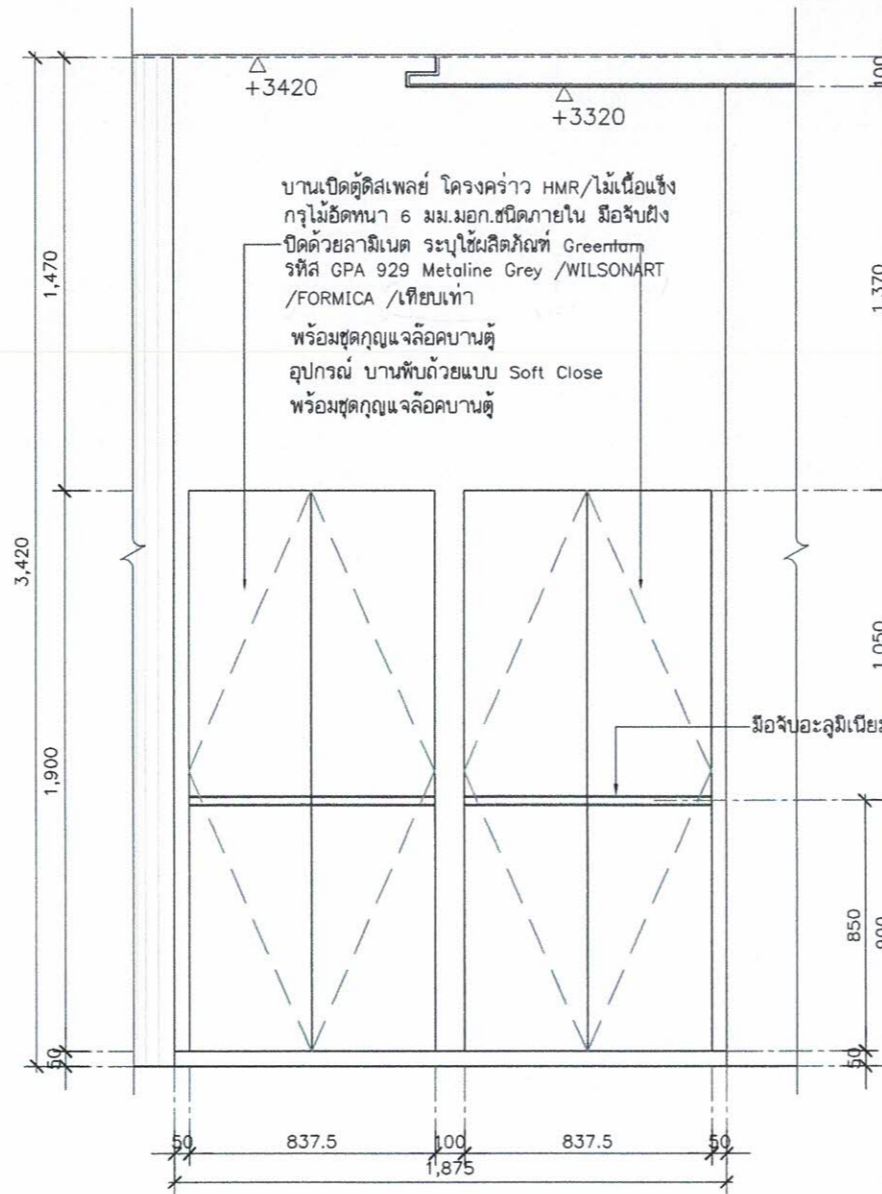 +3420
+3320
100
บานเปิดตู้ดิสเพลย์ โครงคร่าว HMR/ไม้เนื้อแข็ง
กรุไม้อัดหนา 6 มม.มอก.ชนิดภายใน มือจับฝัง
ปิดด้วยลามิเนต ระบุใช้ผลิตภัณฑ์ Greentam
รหัส GPA 929 Metaline Grey /WILSONART
/FORMICA /เทียบเท่า
พร้อมชุดกุญแจล๊อคบานตู้
อุปกรณ์ บานพับถ้วยแบบ Soft Close
พร้อมชุดกุญแจล๊อคบานตู้
1,470
1,370
3,420
1,050
มือจับอะลูมิเนียม
1,900
850
900
50
50
50
837.5
100
837.5
50
1,875